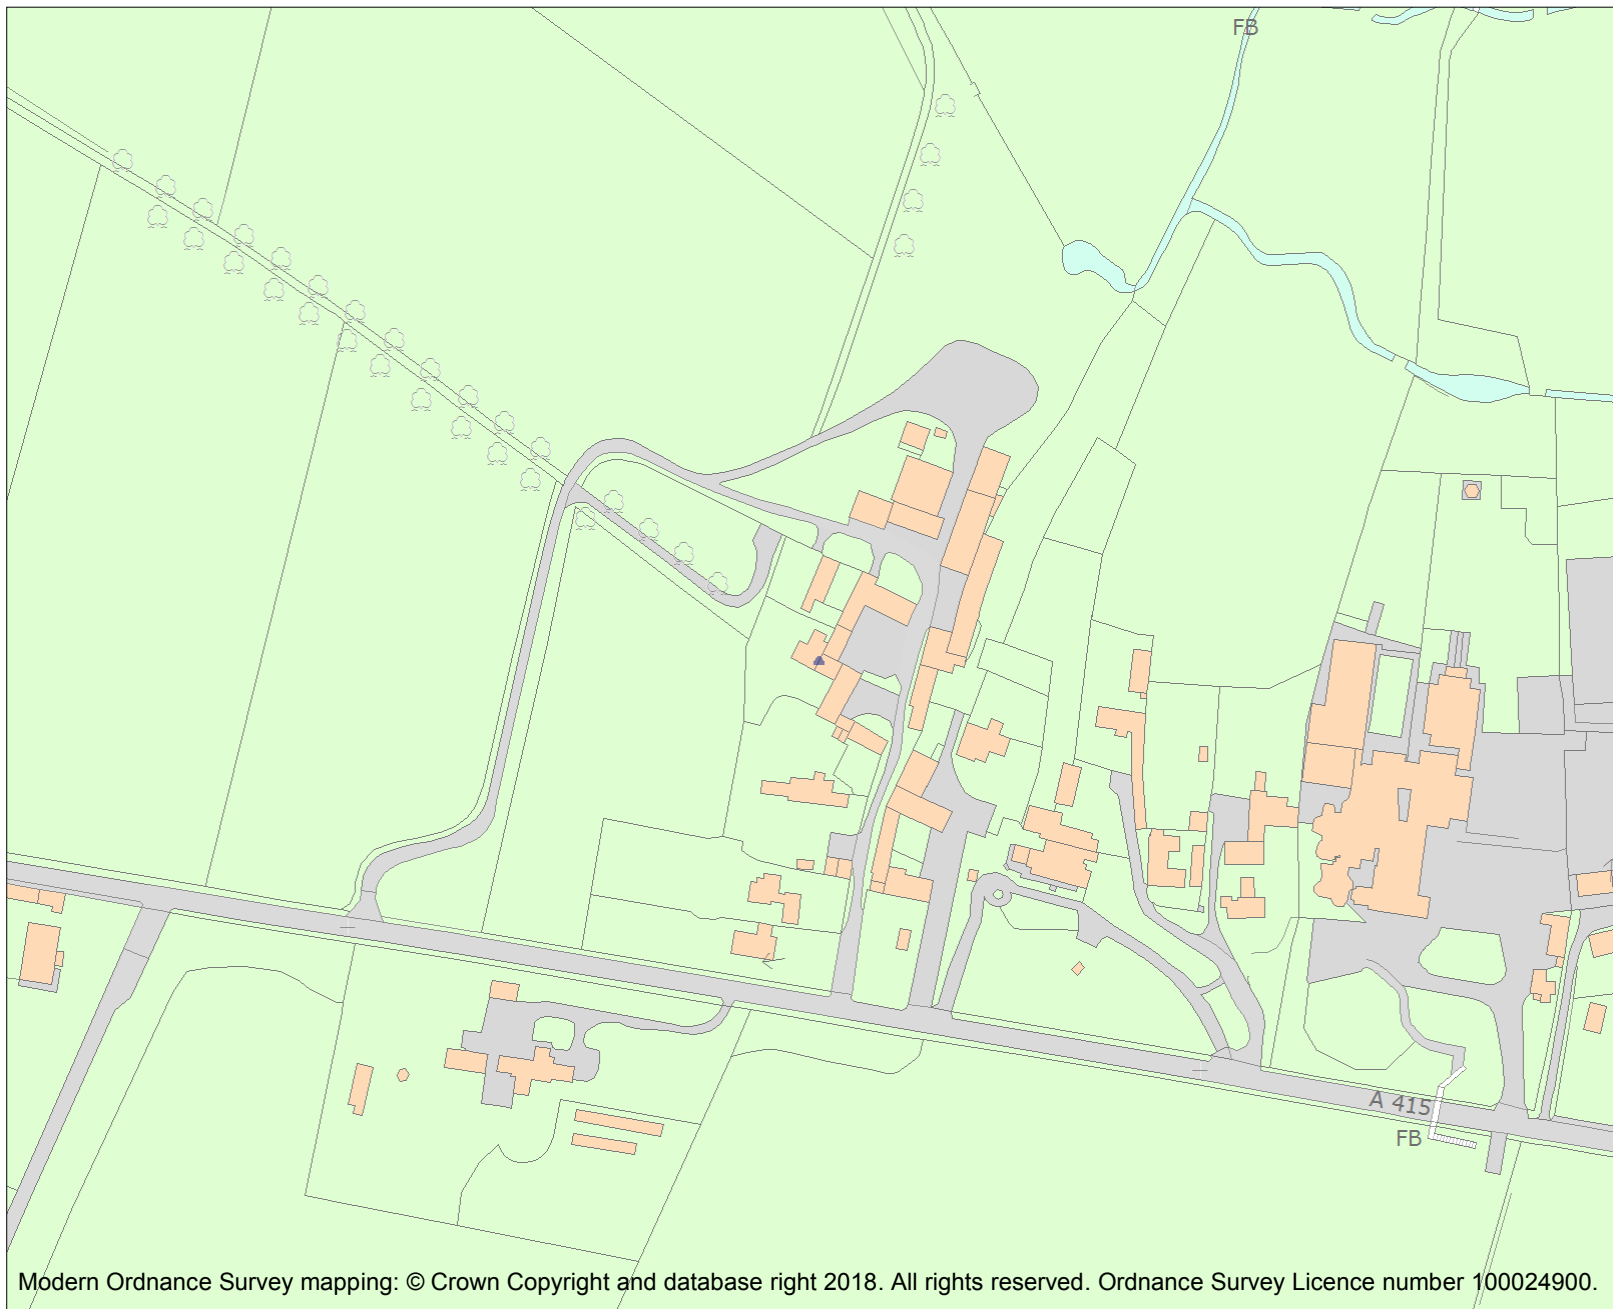 FB
A 415
FB
Modern Ordnance Survey mapping: © Crown Copyright and database right 2018. All rights reserved. Ordnance Survey Licence number 100024900.